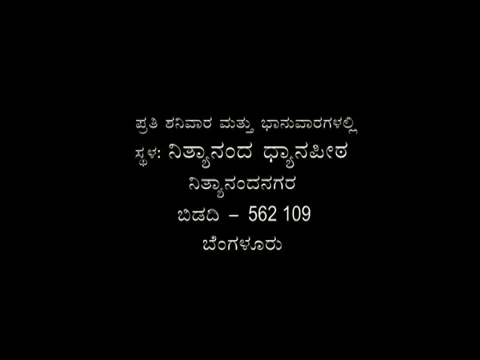 ಪ್ರತಿ ಶನಿವಾರ ಮತ್ತು ಭಾನುವಾರಗಳಲ್ಲಿ
ಸ್ಥಳ: ನಿತ್ಯಾನಂದ ಧ್ಯಾನಪೀಠ
ನಿತ್ಯಾನಂದನಗರ
ಬಿಡದಿ – 562 109
ಬೆಂಗಳೂರು